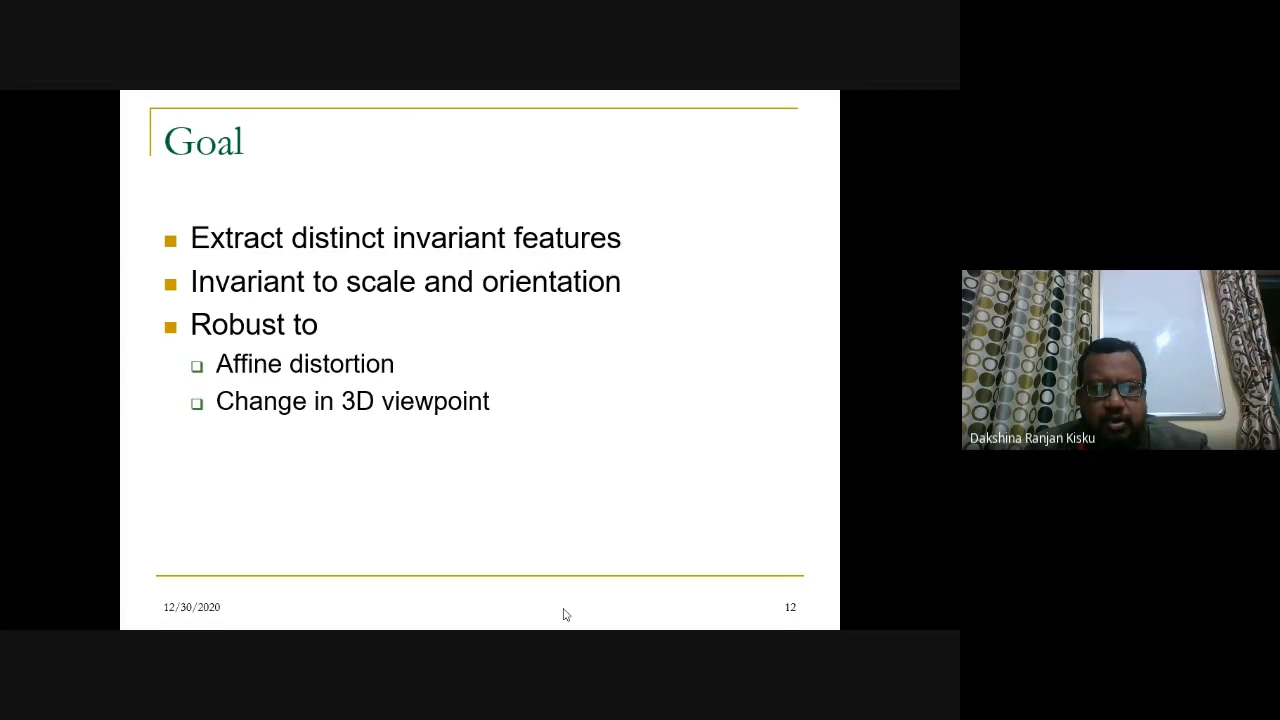 Goal
Extract distinct invariant features
Invariant to scale and orientation
Robust to
Affine distortion
Change in 3D viewpoint
12/30/2020
12
Dakshina Ranjan Kisku